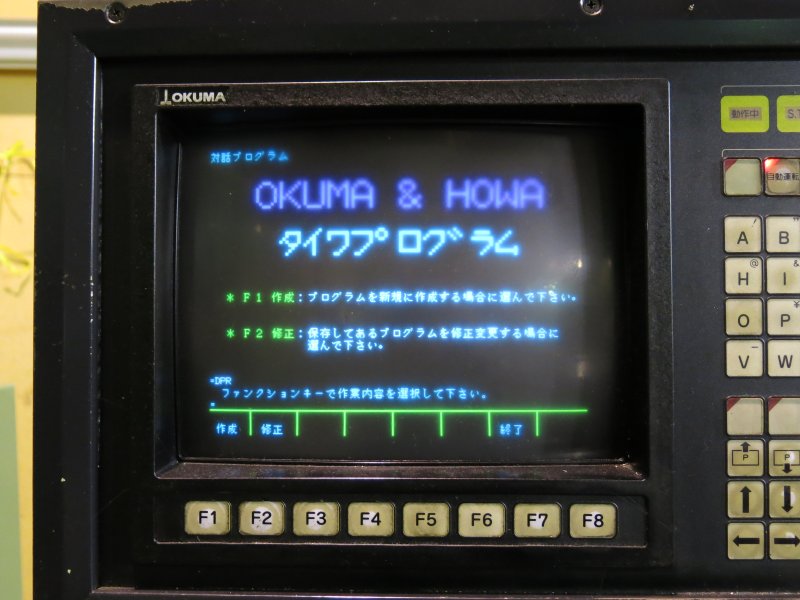 OKUMA
対話プログラム
OKUMA & HOWA
タイワプログラム
* F1 作成：プログラムを新規に作成する場合に選んで下さい。
* F2 修正：保存してあるプログラムを修正変更する場合に
選んで下さい。
=DPR
ファンクションキーで作業内容を選択して下さい。
作成 修正 終了
F1 F2 F3 F4 F5 F6 F7 F8
動作中 S.T
自動運転
A B
@ &
H I
¥
O P
V W
P P
↑ ↓
← →